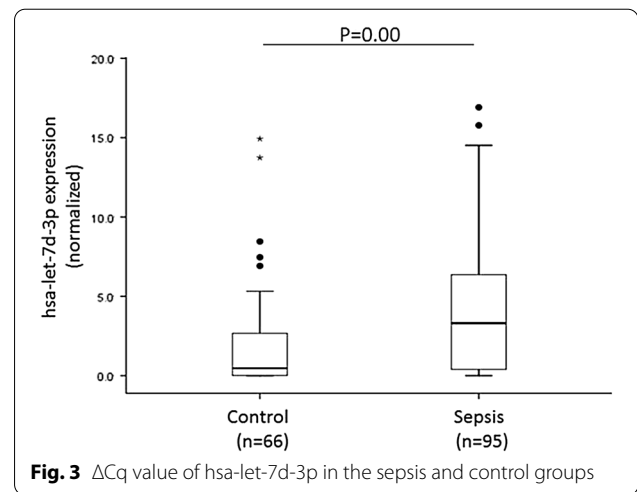 P=0.00
20.0
15.0
10.0
5.0
0.0
hsa-let-7d-3p expression
(normalized)
Control
(n=66)
Sepsis
(n=95)
Fig. 3 ΔCq value of hsa-let-7d-3p in the sepsis and control groups